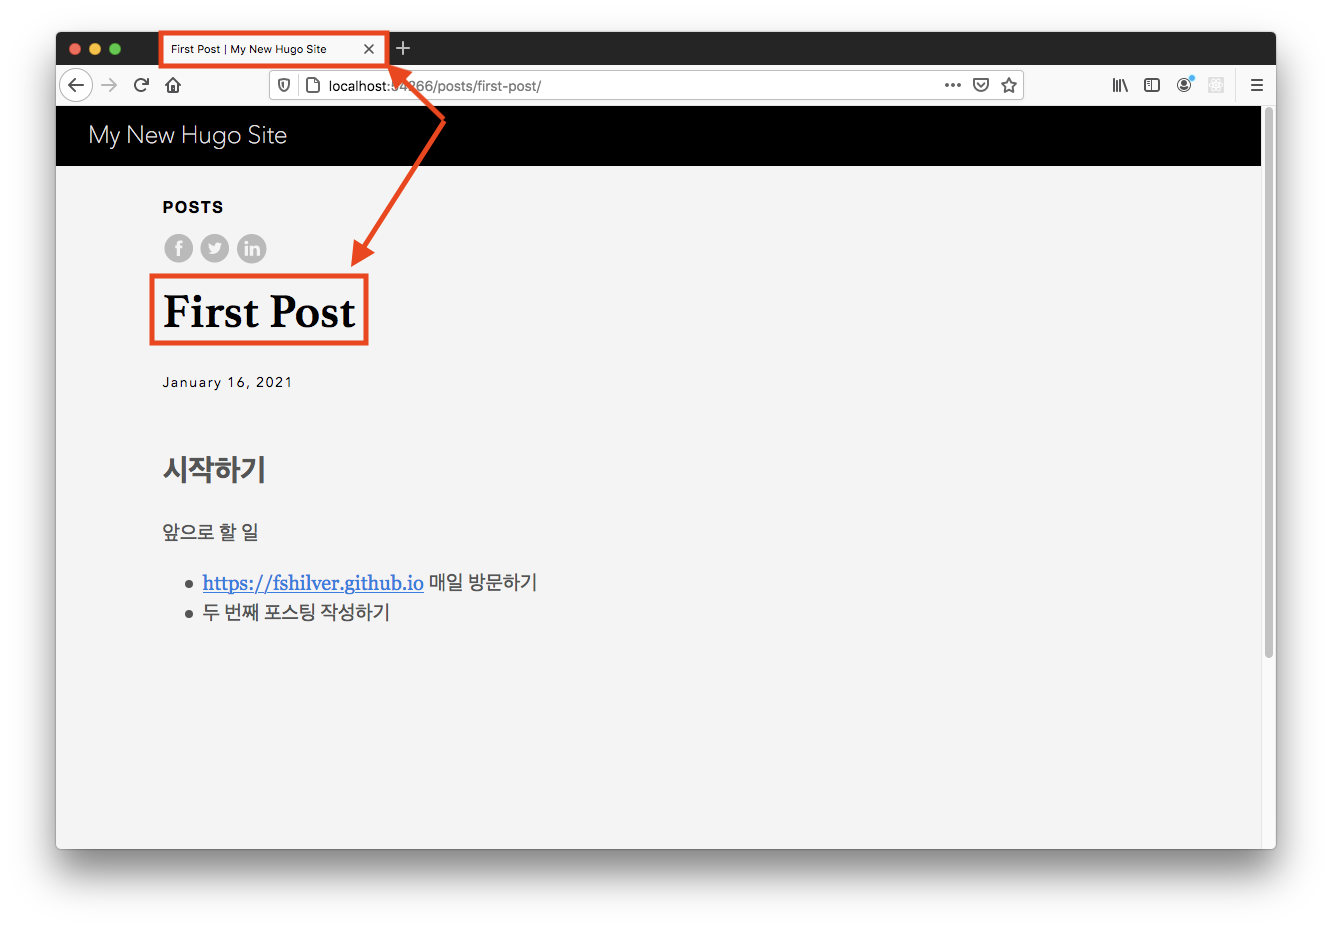 First Post | My New Hugo Site
localhost:54266/posts/first-post/
My New Hugo Site
POSTS
First Post
January 16, 2021
시작하기
앞으로 할 일
https://fshilver.github.io 매일 방문하기
두 번째 포스팅 작성하기